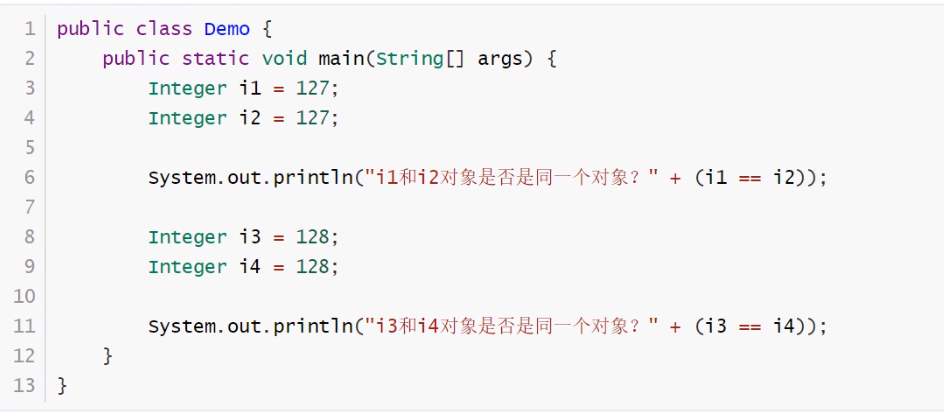 1 public class Demo {
2     public static void main(String[] args) {
3         Integer i1 = 127;
4         Integer i2 = 127;
5
6         System.out.println("i1和i2对象是否是同一个对象？" + (i1 == i2));
7
8         Integer i3 = 128;
9         Integer i4 = 128;
10
11         System.out.println("i3和i4对象是否是同一个对象？" + (i3 == i4));
12     }
13 }